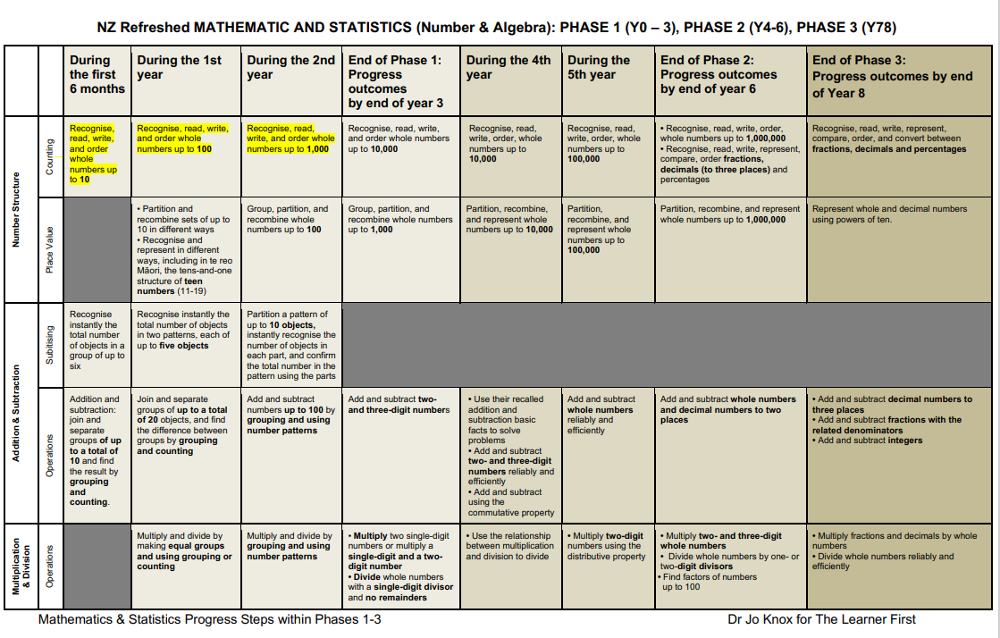 NZ Refreshed MATHEMATIC AND STATISTICS (Number & Algebra): PHASE 1 (Y0 – 3), PHASE 2 (Y4-6), PHASE 3 (Y78)
During
the first
6 months
During the 1st
year
During the 2nd
year
End of Phase 1:
Progress
outcomes
by end of year 3
During the 4th
year
During the
5th year
End of Phase 2:
Progress outcomes
by end of year 6
End of Phase 3:
Progress outcomes by end
of Year 8
Number Structure
Counting
Recognise,
read, write,
and order
whole
numbers up
to 10
Recognise, read, write,
and order whole
numbers up to 100
Recognise, read,
write, and order whole
numbers up to 1,000
Recognise, read, write,
and order whole numbers
up to 10,000
Recognise, read,
write, order, whole
numbers up to
10,000
Recognise, read,
write, order, whole
numbers up to
100,000
• Recognise, read, write, order,
whole numbers up to 1,000,000
• Recognise, read, write, represent,
compare, order fractions,
decimals (to three places) and
percentages
Recognise, read, write, represent,
compare, order, and convert between
fractions, decimals and percentages
Place Value
• Partition and
recombine sets of up to
10 in different ways
• Recognise and
represent in different
ways, including in te reo
Māori, the tens-and-one
structure of teen
numbers (11-19)
Group, partition, and
recombine whole
numbers up to 100
Group, partition, and
recombine whole numbers
up to 1,000
Partition, recombine,
and represent whole
numbers up to 10,000
Partition,
recombine, and
represent whole
numbers up to
100,000
Partition, recombine, and represent
whole numbers up to 1,000,000
Represent whole and decimal numbers
using powers of ten.
Addition & Subtraction
Subitising
Recognise
instantly the
total number
of objects in a
group of up to
six
Recognise instantly the
total number of objects
in two patterns, each of
up to five objects
Partition a pattern of
up to 10 objects,
instantly recognise the
number of objects in
each part, and confirm
the total number in the
pattern using the parts
Operations
Addition and
subtraction:
join and
separate
groups of up
to a total of
10 and find
the result by
grouping
and
counting.
Join and separate
groups of up to a total
of 20 objects, and find
the difference between
groups by grouping
and counting
Add and subtract
numbers up to 100 by
grouping and using
number patterns
Add and subtract two-
and three-digit numbers
• Use their recalled
addition and
subtraction basic
facts to solve
problems
• Add and subtract
two- and three-digit
numbers reliably and
efficiently
• Add and subtract
using the
commutative property
Add and subtract
whole numbers
reliably and
efficiently
Add and subtract whole numbers
and decimal numbers to two
places
• Add and subtract decimal numbers to
three places
• Add and subtract fractions with the
related denominators
• Add and subtract integers
Multiplication
& Division
Operations
Multiply and divide by
making equal groups
and using grouping or
counting
Multiply and divide by
grouping and using
number patterns
• Multiply two single-digit
numbers or multiply a
single-digit and a two-
digit number
• Divide whole numbers
with a single-digit divisor
and no remainders
• Use the relationship
between multiplication
and division to divide
• Multiply two-digit
numbers using the
distributive property
• Multiply two- and three-digit
whole numbers
• Divide whole numbers by one- or
two-digit divisors
• Find factors of numbers
up to 100
• Multiply fractions and decimals by whole
numbers
• Divide whole numbers reliably and
efficiently
Mathematics & Statistics Progress Steps within Phases 1-3
Dr Jo Knox for The Learner First